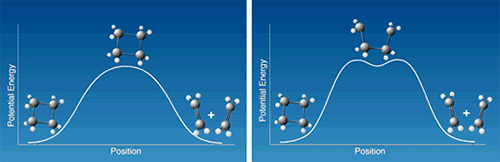 Potential Energy
+
Position
Potential Energy
+
Position